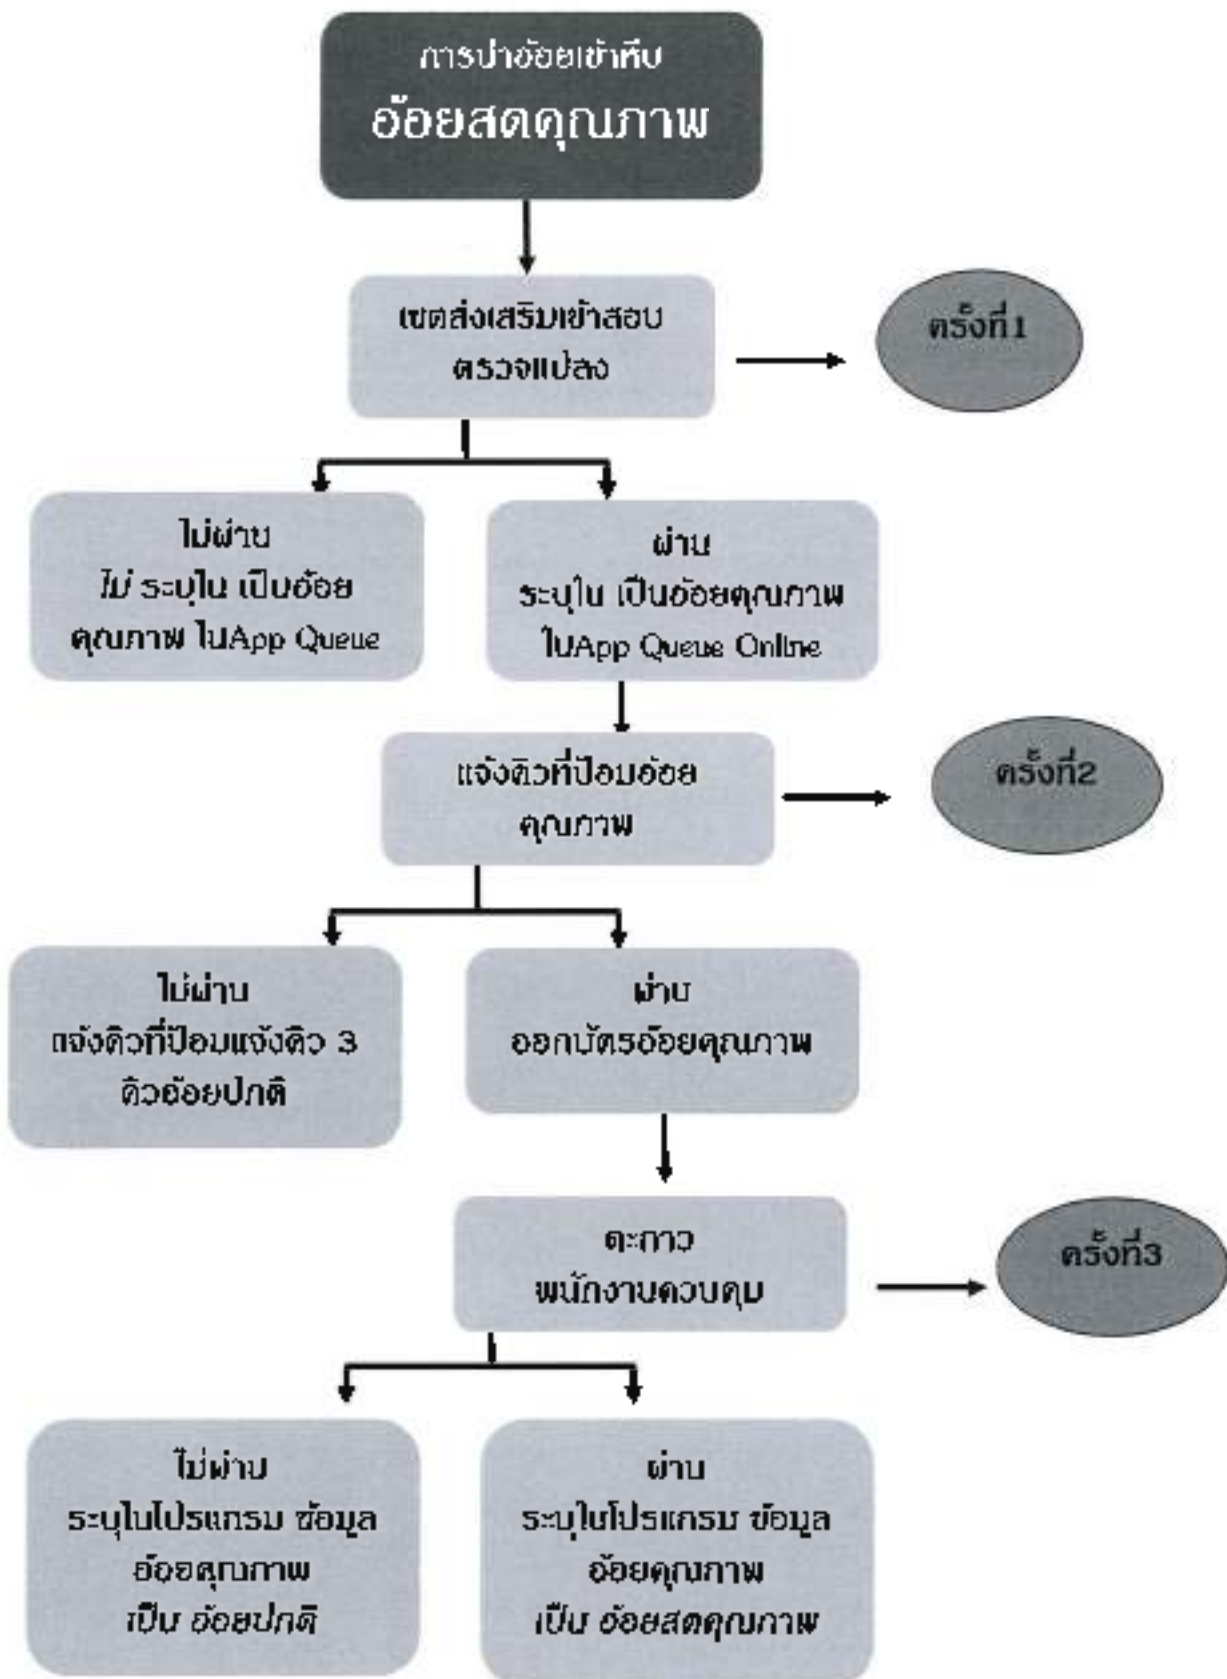 การนำอ้อยเข้าหีบ
อ้อยสดคุณภาพ
เขตส่งเสริมเข้าสอบ
ตรวจแปลง
ครั้งที่1
ไม่ผ่าน
ไม่ ระบุใน เป็นอ้อย
คุณภาพ ในApp Queue
ผ่าน
ระบุใน เป็นอ้อยคุณภาพ
ในApp Queue Online
แจ้งคิวที่ป้อมอ้อย
คุณภาพ
ครั้งที่2
ไม่ผ่าน
แจ้งคิวที่ป้อมแจ้งคิว 3
คิวอ้อยปกติ
ผ่าน
ออกบัตรอ้อยคุณภาพ
ตะกาว
พนักงานควบคุม
ครั้งที่3
ไม่ผ่าน
ระบุในโปรแกรม ข้อมูล
อ้อยคุณภาพ
เป็น อ้อยปกติ
ผ่าน
ระบุในโปรแกรม ข้อมูล
อ้อยคุณภาพ
เป็น อ้อยสดคุณภาพ